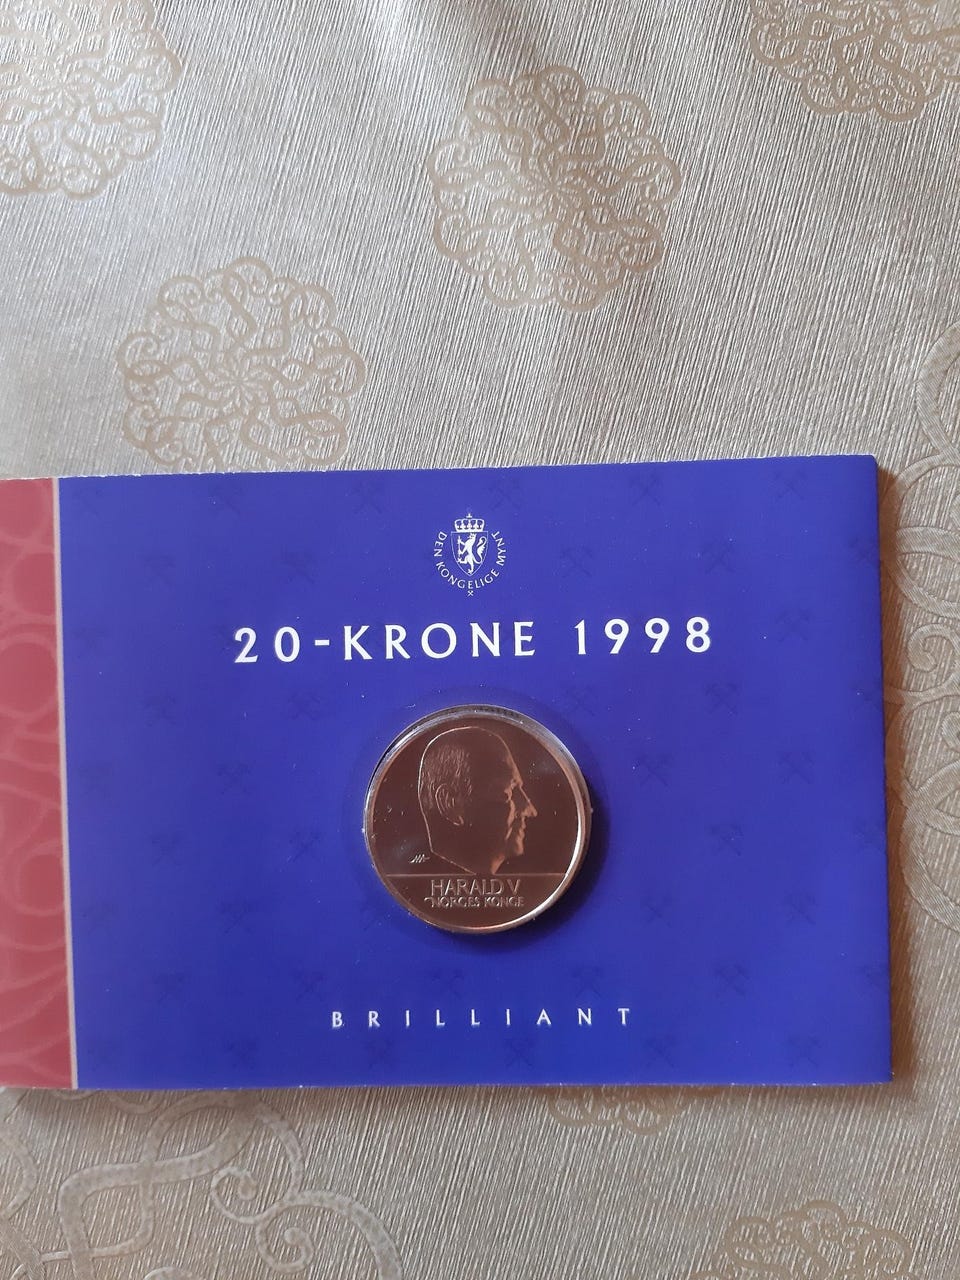 DEN KONGELIGE MYNT
20-KRONE 1998
HARALD V
NORGES KONGE
BRILLIANT